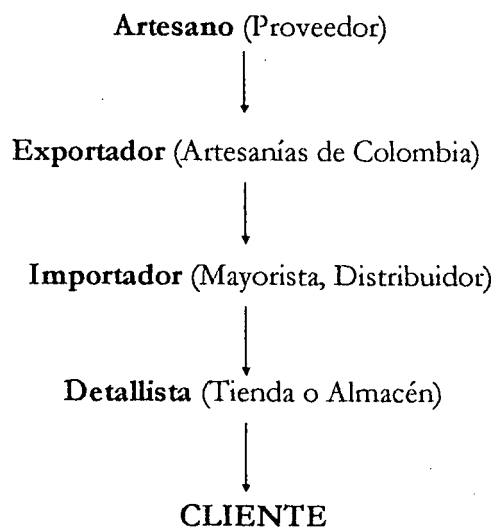 Artesano (Proveedor)
Exportador (Artesanías de Colombia)
Importador (Mayorista, Distribuidor)
Detallista (Tienda o Almacén)
CLIENTE